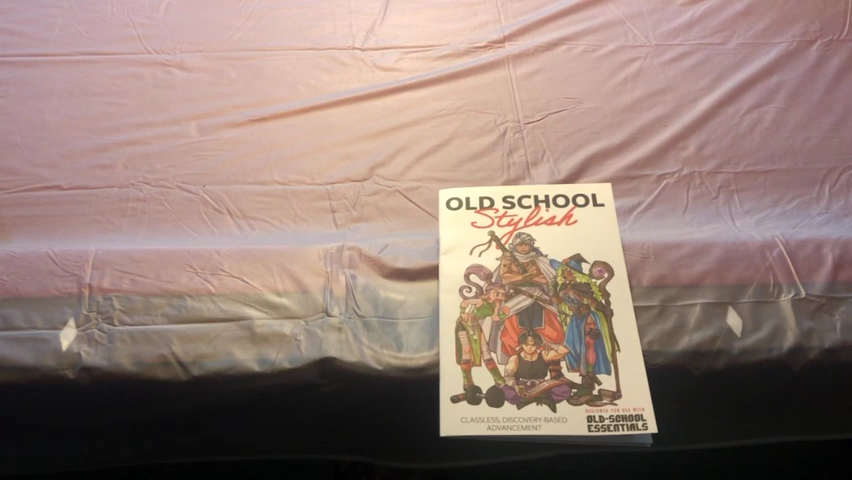 OLD SCHOOL
Stylish
CLASSLESS, DISCOVERY-BASED
ADVANCEMENT
DESIGNED FOR USE WITH
OLD-SCHOOL
ESSENTIALS